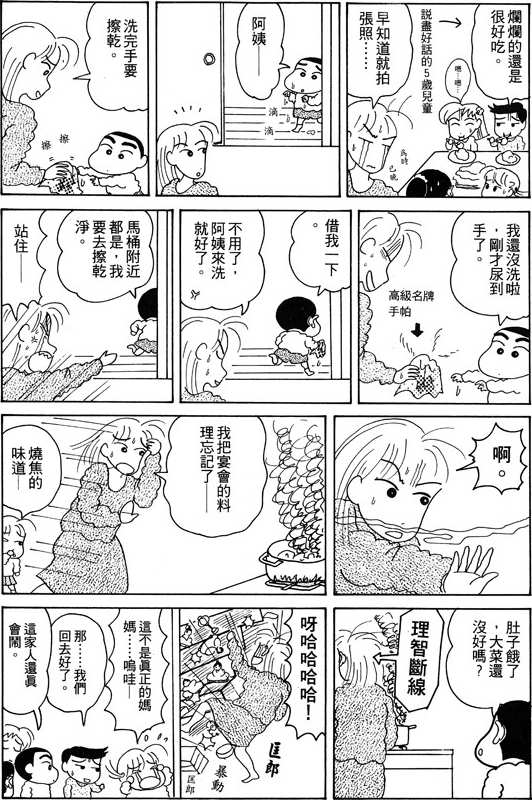 爛爛的還是
很好吃。
嗯…嗯…
說盡好話的5歲兒童
早知道就拍
張照……
為時
已晚
阿姨──
滴
滴
洗完手要
擦乾。
擦
擦
我還沒洗啦
，剛才尿到
手了。
高級名牌
手帕
借我一下
不用了，
阿姨來洗
就好了。
馬桶附近
都是，我
要去擦乾
淨。
站住──
啊。
我把宴會的料
理忘記了──
燒焦的
味道──
肚子餓了
，大菜還
沒好嗎？
理智斷線
呀哈哈哈哈！
匡郎
暴動
匡郎
這不是真正的媽
媽……嗚哇──
那……我們
回去好了。
這家人還真
會鬧。